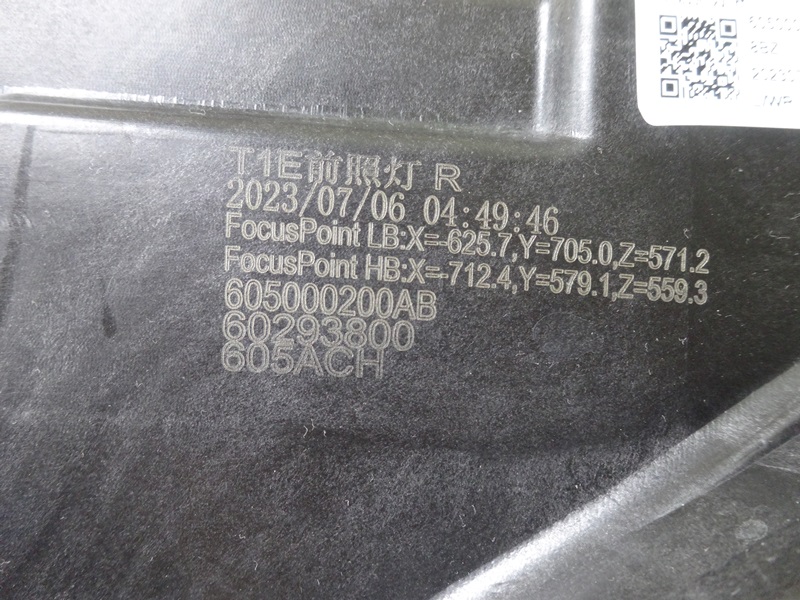 T1E前照灯 R
2023/07/06 04:49:46
FocusPoint LB:X=-625.7,Y=705.0,Z=571.2
FocusPoint HB:X=-712.4,Y=579.1,Z=559.3
605000200AB
60293800
605ACH